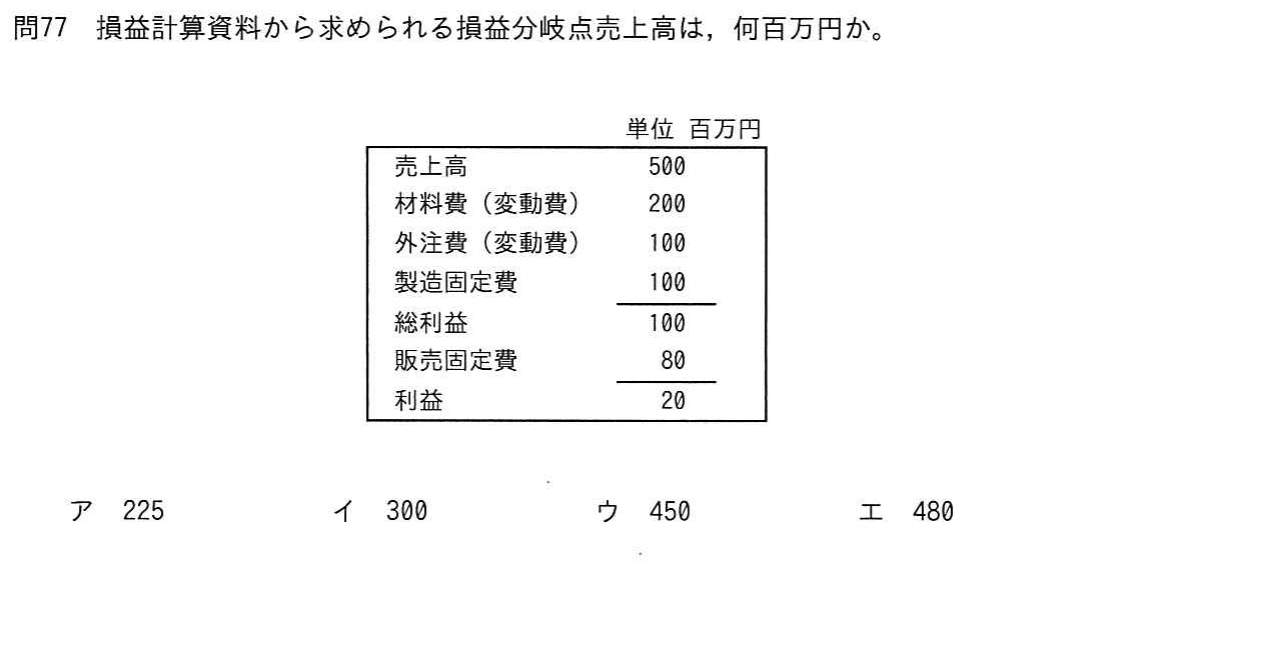 問77 損益計算資料から求められる損益分岐点売上高は，何百万円か。
単位 百万円
売上高 500
材料費（変動費） 200
外注費（変動費） 100
製造固定費 100
総利益 100
販売固定費 80
利益 20
ア 225 イ 300 ウ 450 エ 480